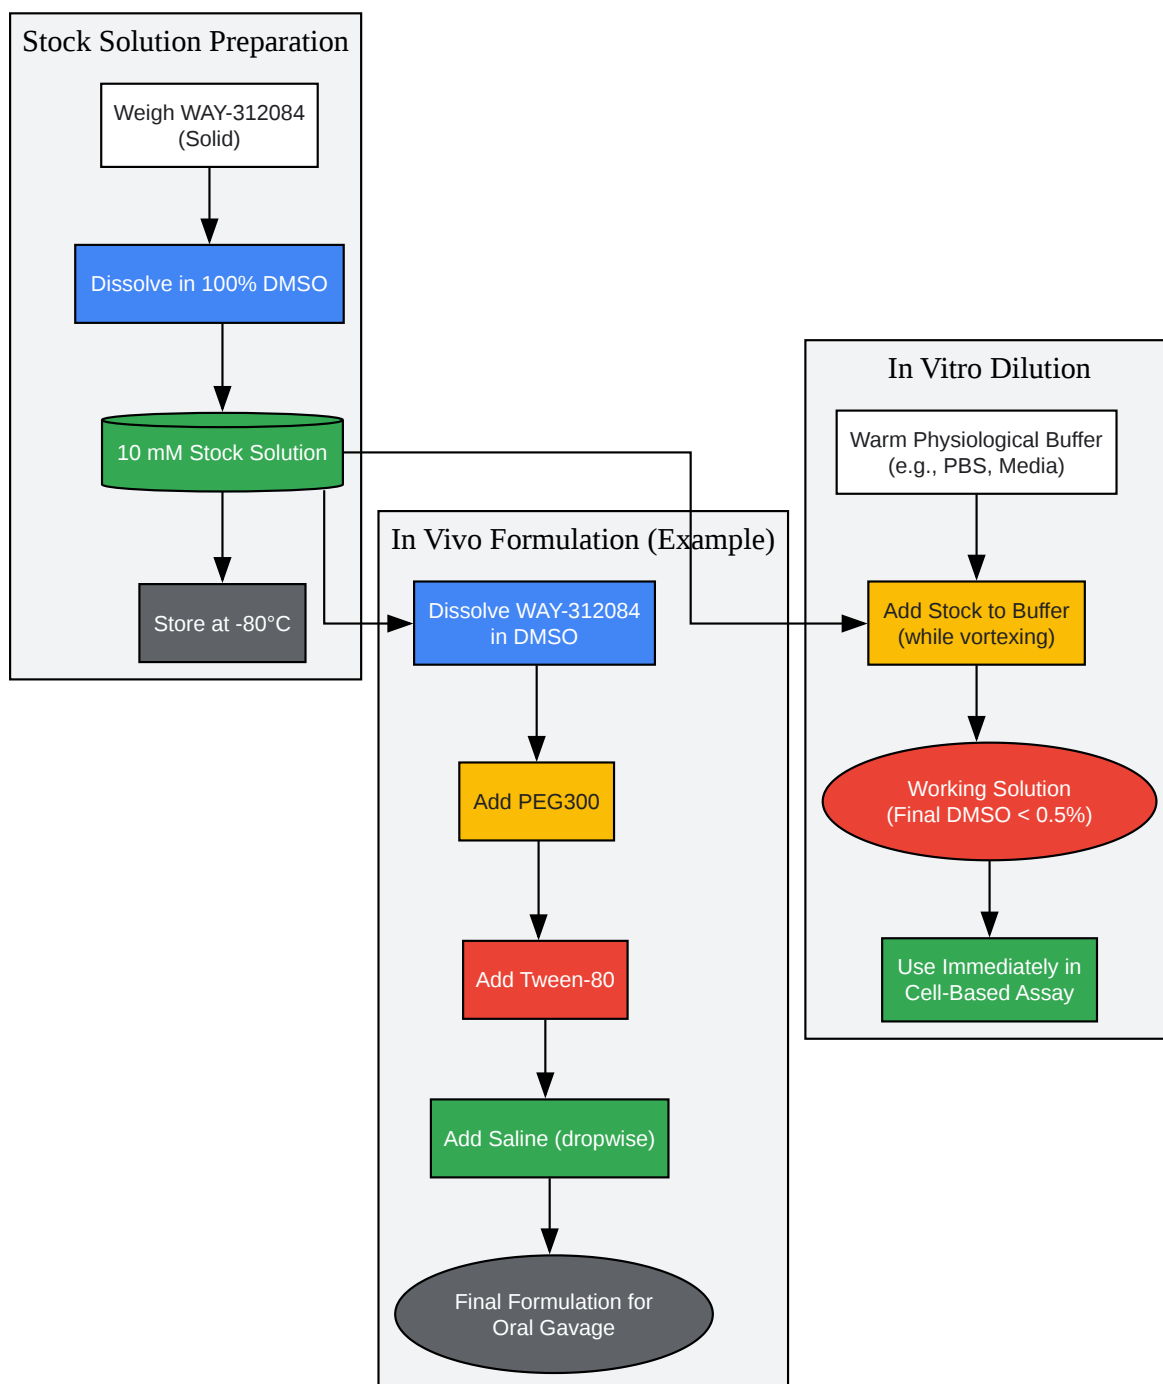 Stock Solution Preparation
Weigh WAY-312084
(Solid)
Dissolve in 100% DMSO
10 mM Stock Solution
Store at -80°C
In Vivo Formulation (Example)
Dissolve WAY-312084
in DMSO
Add PEG300
Add Tween-80
Add Saline (dropwise)
Final Formulation for
Oral Gavage
In Vitro Dilution
Warm Physiological Buffer
(e.g., PBS, Media)
Add Stock to Buffer
(while vortexing)
Working Solution
(Final DMSO < 0.5%)
Use Immediately in
Cell-Based Assay